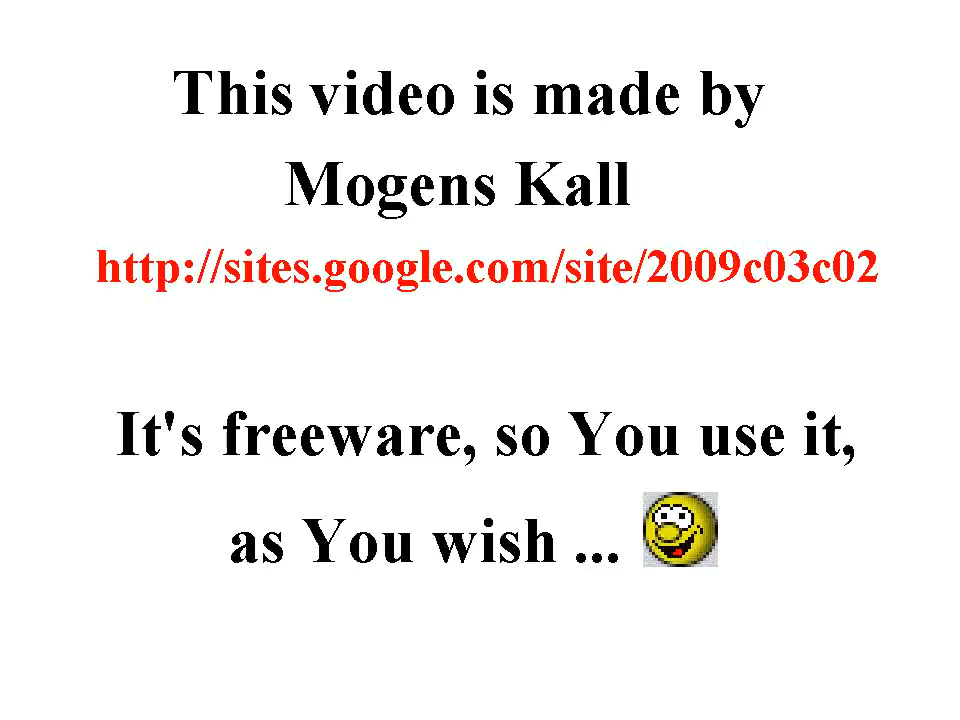 This video is made by
Mogens Kall
http://sites.google.com/site/2009c03c02
It's freeware, so You use it,
as You wish ...